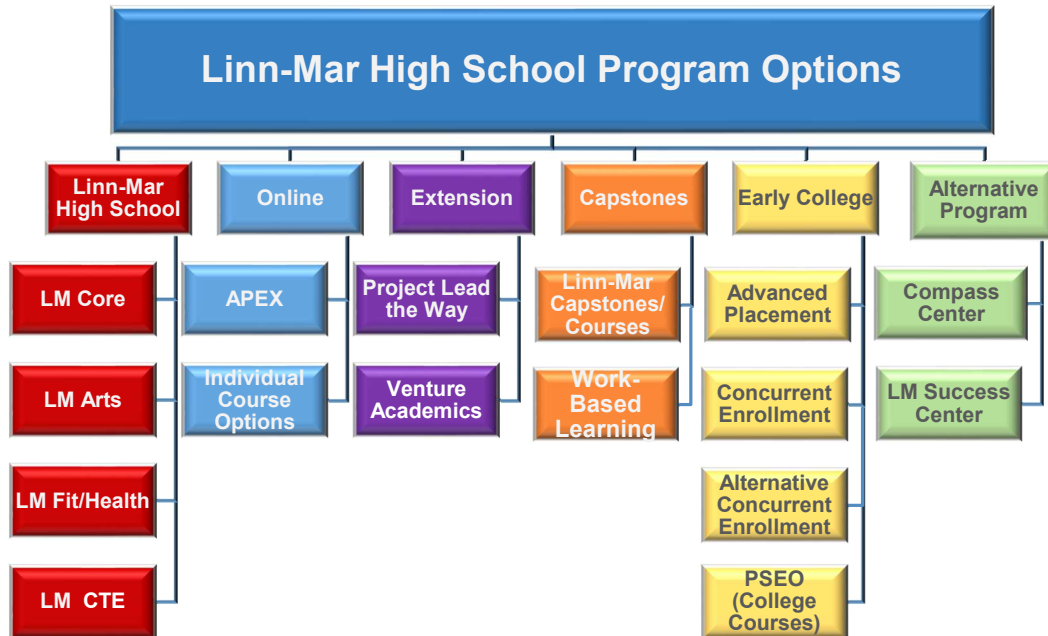 Linn-Mar High School Program Options
Linn-Mar
High School
Online
Extension
Capstones
Early College
Alternative
Program
LM Core
APEX
Project Lead
the Way
Linn-Mar
Capstones/
Courses
Advanced
Placement
Compass
Center
LM Arts
Individual
Course
Options
Venture
Academics
Work-
Based
Learning
Concurrent
Enrollment
LM Success
Center
LM Fit/Health
Alternative
Concurrent
Enrollment
LM CTE
PSEO
(College
Courses)